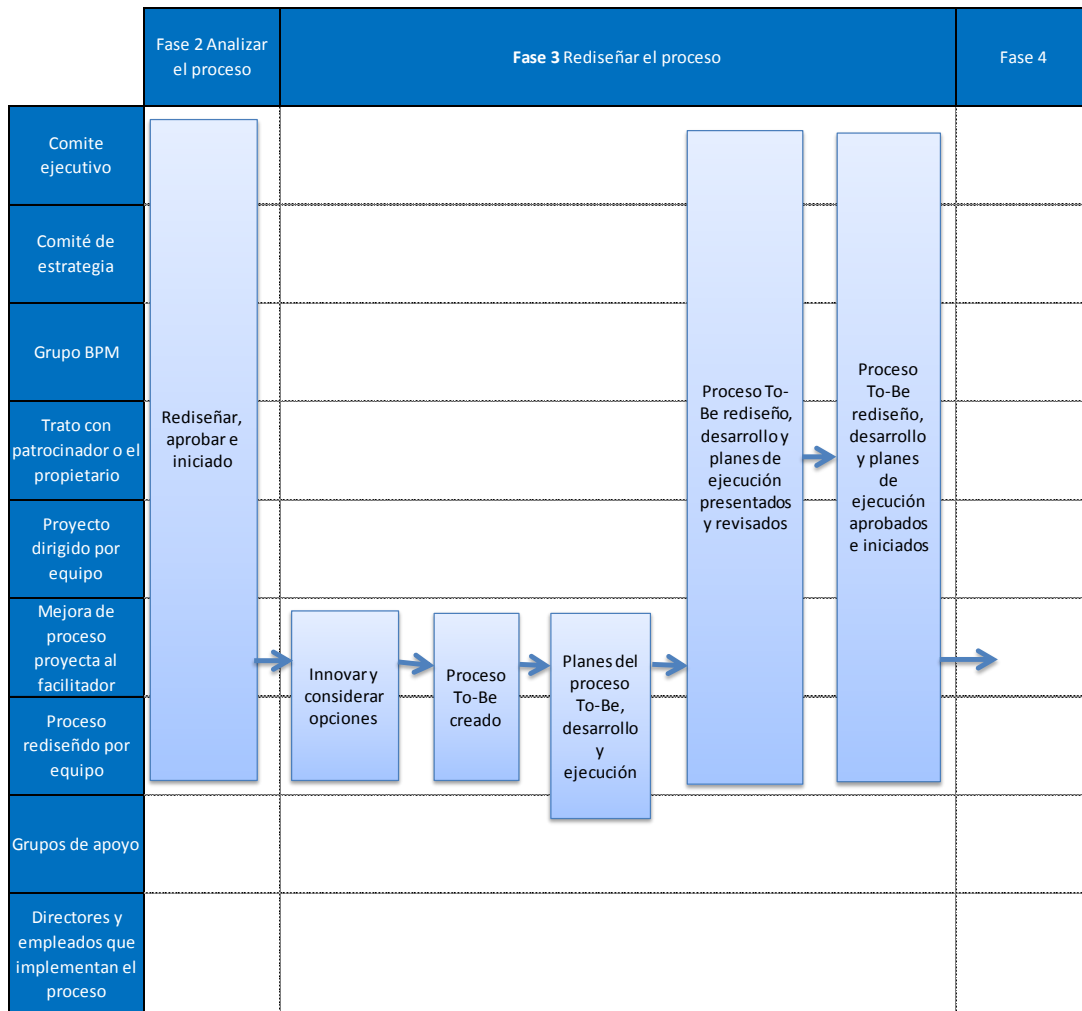 Fase 2 Analizar
el proceso
Fase 3 Rediseñar el proceso
Fase 4
Comite
ejecutivo
Comité de
estrategia
Grupo BPM
Trato con
patrocinador o el
propietario
Proyecto
dirigido por
equipo
Mejora de
proceso
proyecta al
facilitador
Proceso
rediseñdo por
equipo
Grupos de apoyo
Directores y
empleados que
implementan el
proceso
Rediseñar,
aprobar e
iniciado
Innovar y
considerar
opciones
Proceso
To-Be
creado
Planes del
proceso
To-Be,
desarrollo
y
ejecución
Proceso To-
Be rediseño,
desarrollo y
planes de
ejecución
presentados
y revisados
Proceso
To-Be
rediseño,
desarrollo
y planes
de
ejecución
aprobados
e iniciados